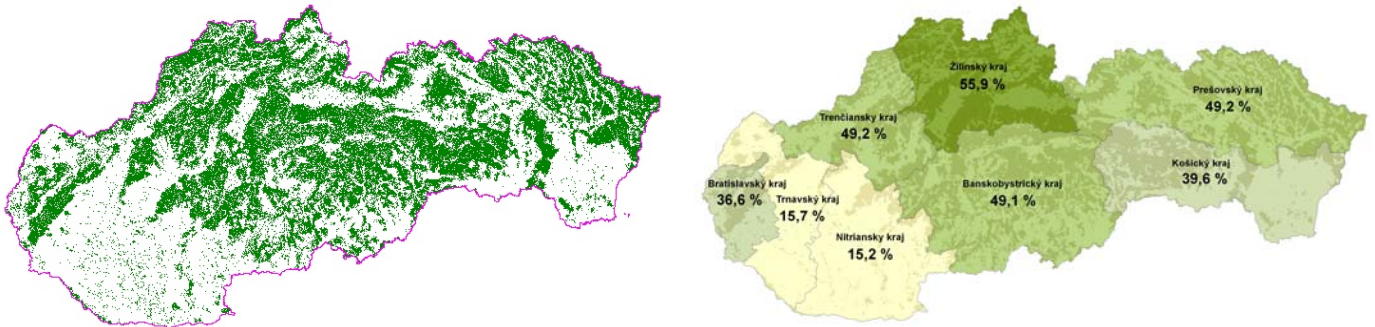 Žilinský kraj
55,9 %
Prešovský kraj
49,2 %
Trenčiansky kraj
49,2 %
Košický kraj
39,6 %
Bratislavský kraj
36,6 %
Banskobystrický kraj
49,1 %
Trnavský kraj
15,7 %
Nitriansky kraj
15,2 %